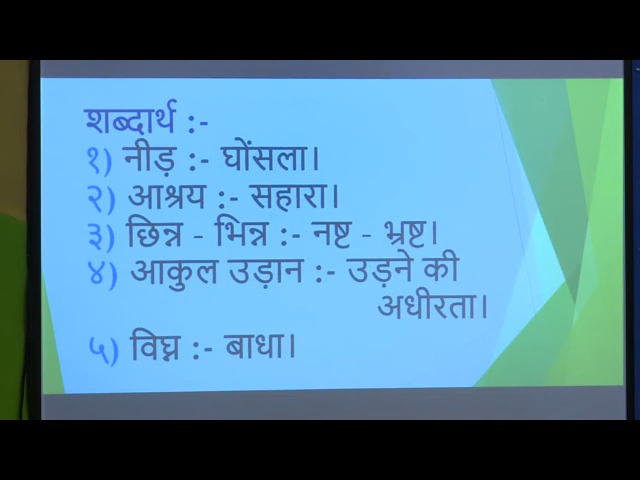 शब्दार्थ :-
१) नीड़ :- घोंसला।
२) आश्रय :- सहारा।
३) छिन्न - भिन्न :- नष्ट - भ्रष्ट।
४) आकुल उड़ान :- उड़ने की
अधीरता।
५) विघ्न :- बाधा।